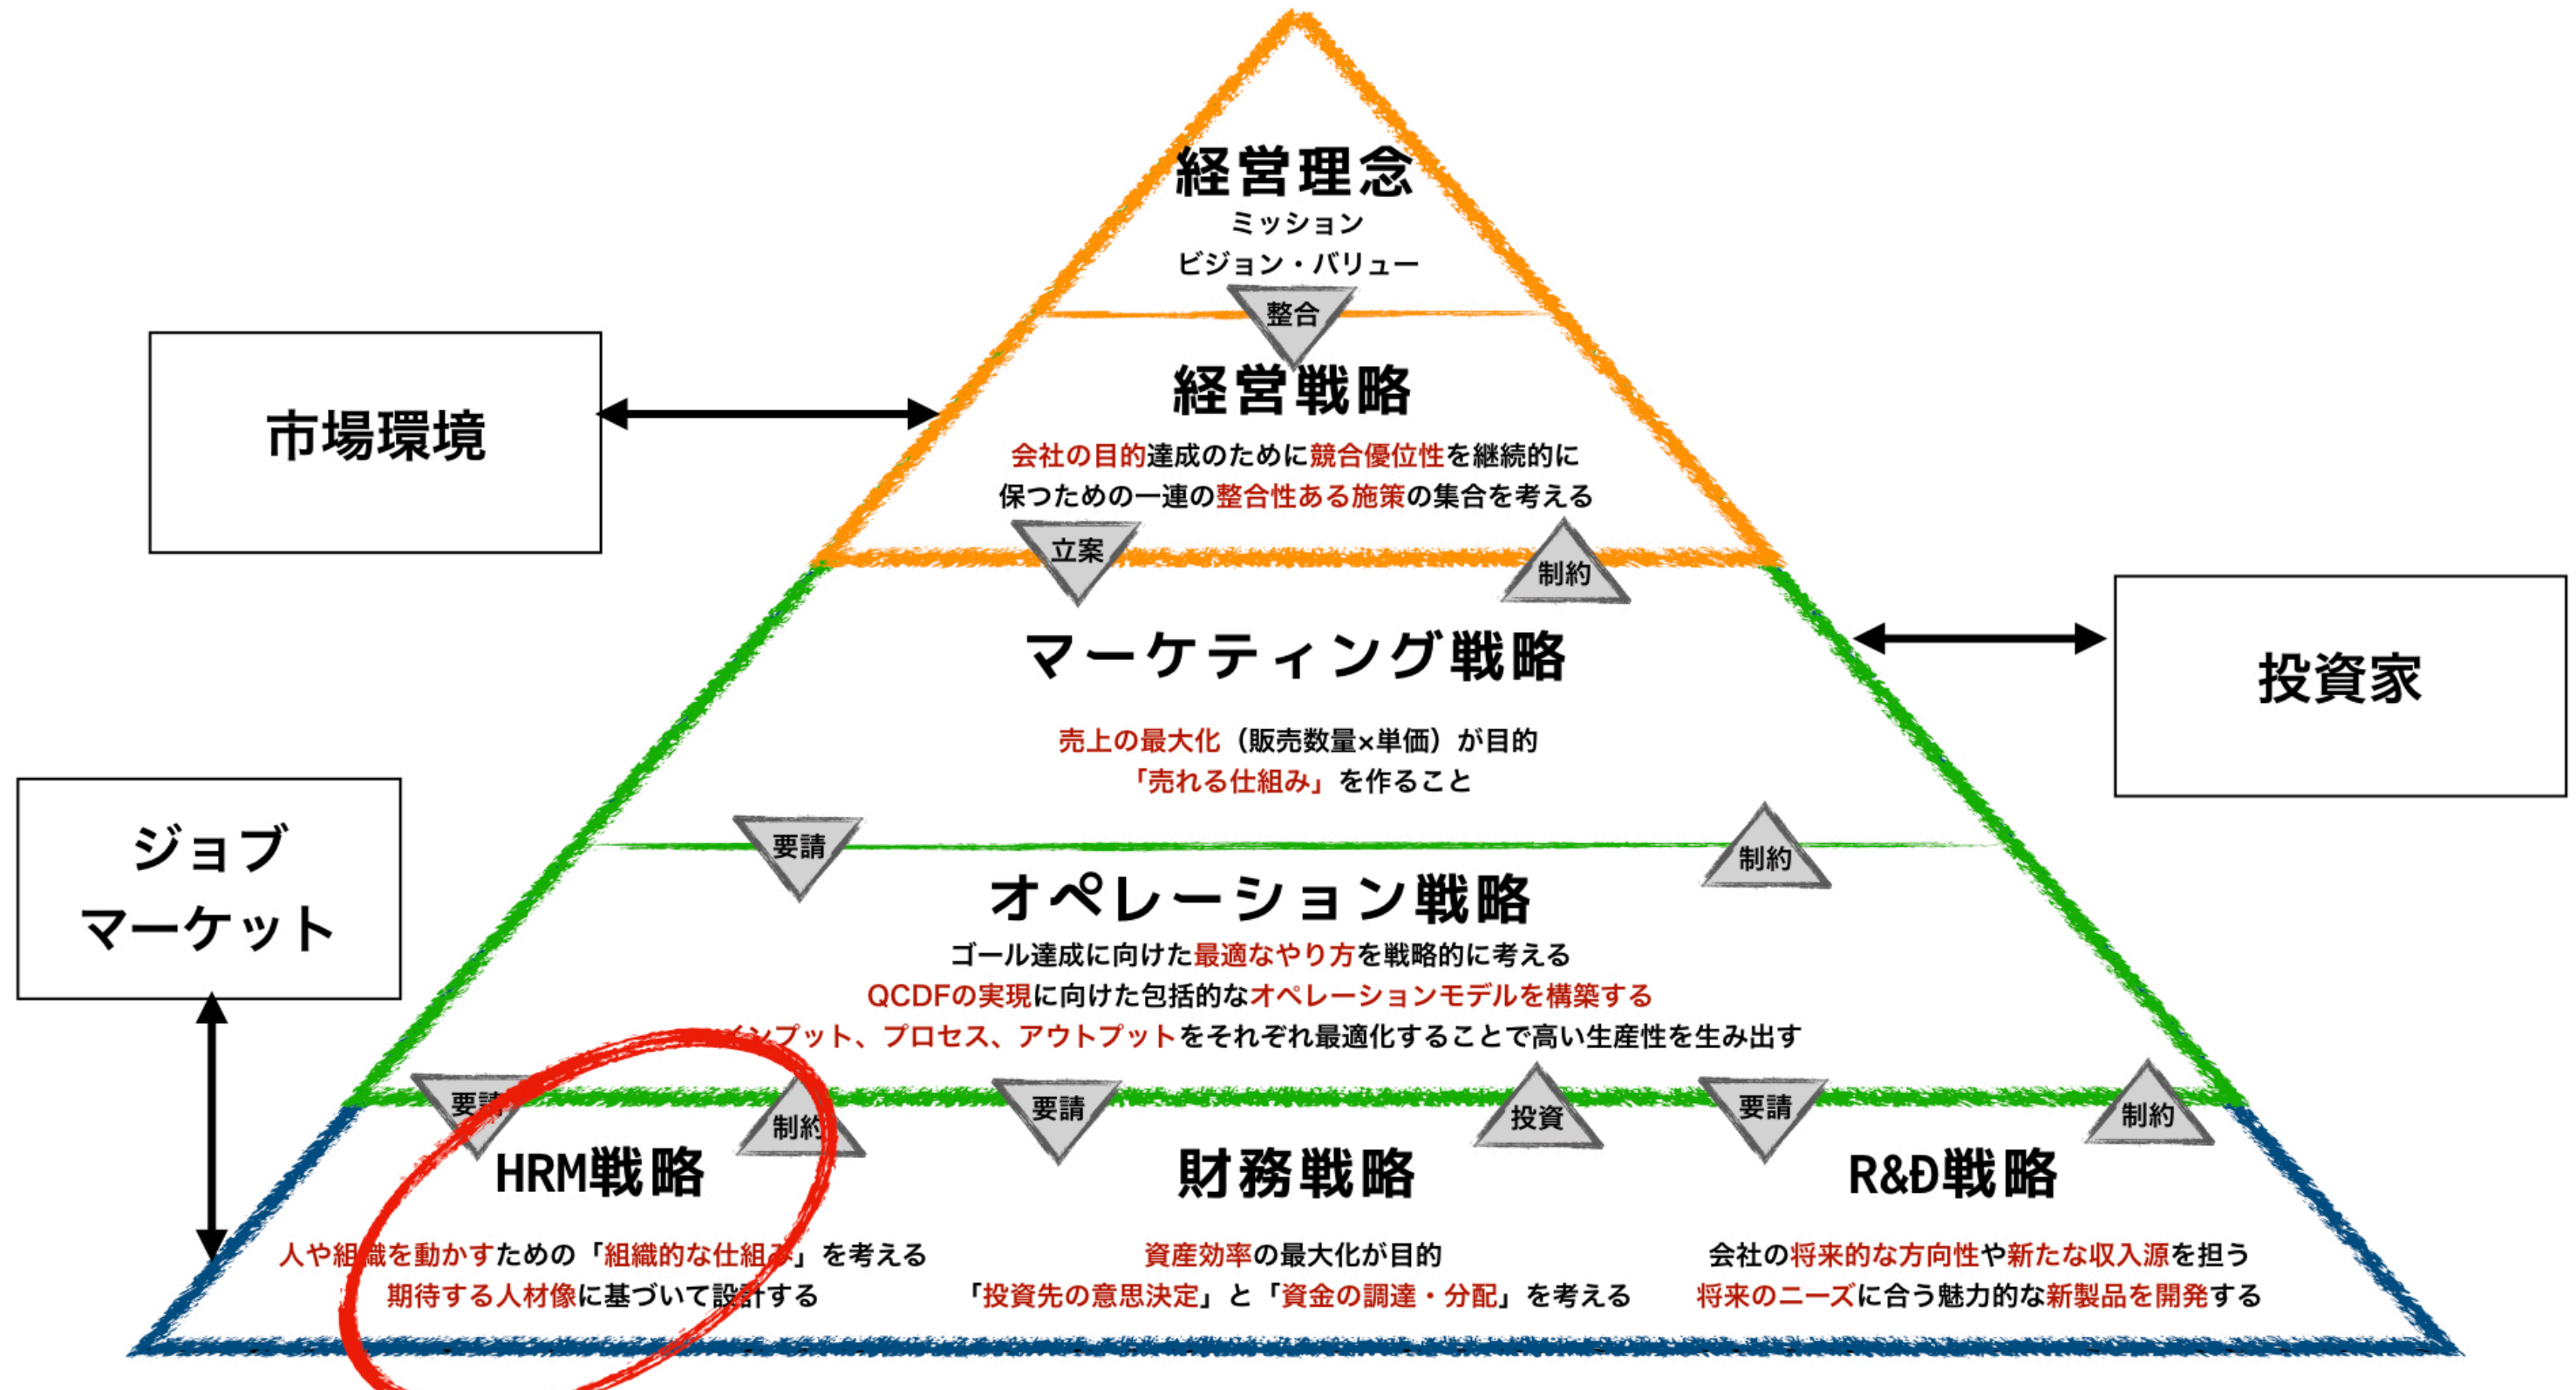 経営理念
ミッション
ビジョン・バリュー
整合
経営戦略
会社の目的達成のために競合優位性を継続的に
保つための一連の整合性ある施策の集合を考える
市場環境
立案
制約
マーケティング戦略
売上の最大化（販売数量×単価）が目的
「売れる仕組み」を作ること
投資家
ジョブ
マーケット
要請
制約
オペレーション戦略
ゴール達成に向けた最適なやり方を戦略的に考える
QCDFの実現に向けた包括的なオペレーションモデルを構築する
インプット、プロセス、アウトプットをそれぞれ最適化することで高い生産性を生み出す
要請
制約
要請
投資
要請
制約
HRM戦略
人や組織を動かすための「組織的な仕組み」を考える
期待する人材像に基づいて設計する
財務戦略
資産効率の最大化が目的
「投資先の意思決定」と「資金の調達・分配」を考える
R&D戦略
会社の将来的な方向性や新たな収入源を担う
将来のニーズに合う魅力的な新製品を開発する